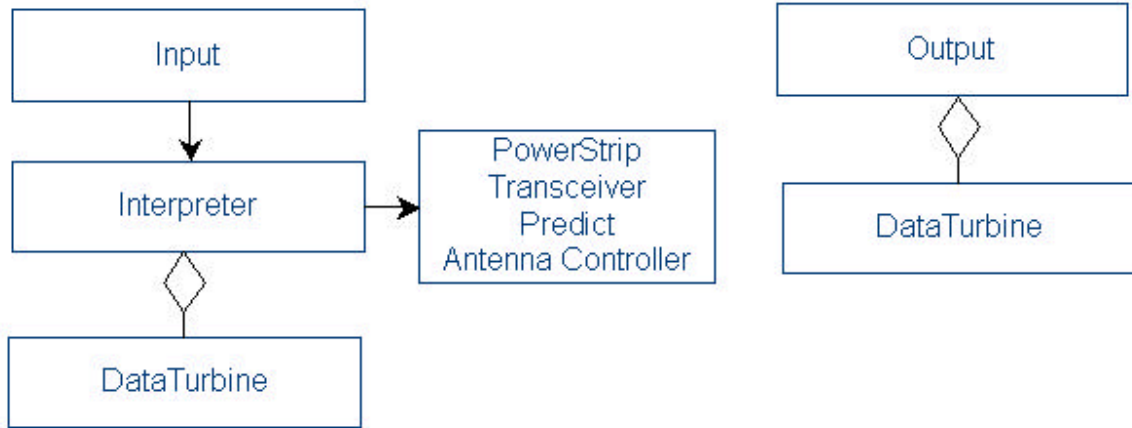 Input
Output
Interpreter
PowerStrip
Transceiver
Predict
Antenna Controller
DataTurbine
DataTurbine